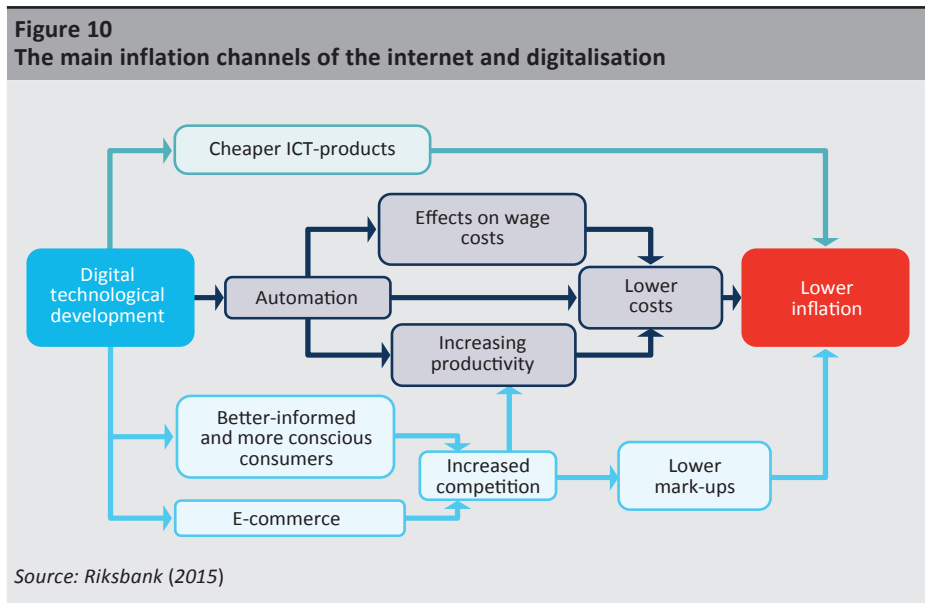 Figure 10
The main inflation channels of the internet and digitalisation
Cheaper ICT-products
Effects on wage
costs
Digital
technological
development
Automation
Lower
costs
Lower
inflation
Increasing
productivity
Better-informed
and more conscious
consumers
Increased
competition
Lower
mark-ups
E-commerce
Source: Riksbank (2015)